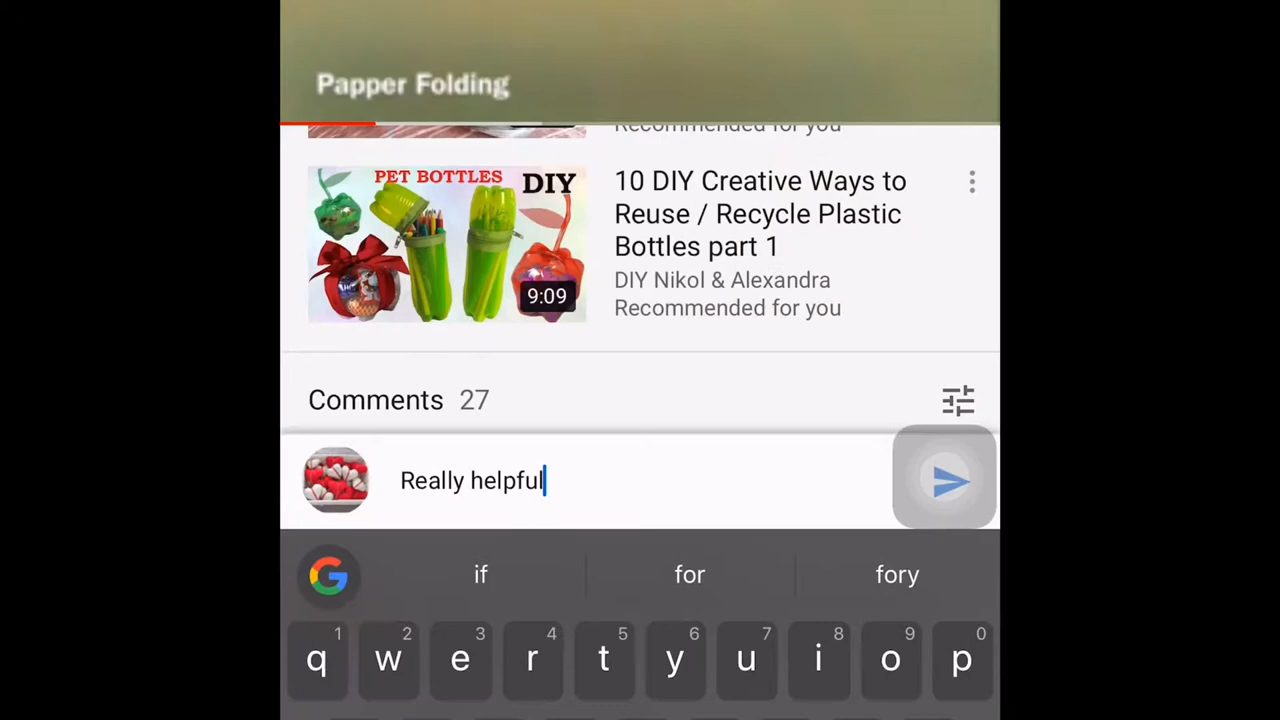 Papper Folding
Recommended for you
PET BOTTLES
DIY
9:09
10 DIY Creative Ways to
Reuse / Recycle Plastic
Bottles part 1
DIY Nikol & Alexandra
Recommended for you
Comments 27
Really helpful
G if for fory
1 2 3 4 5 6 7 8 9 0
q w e r t y u i o p